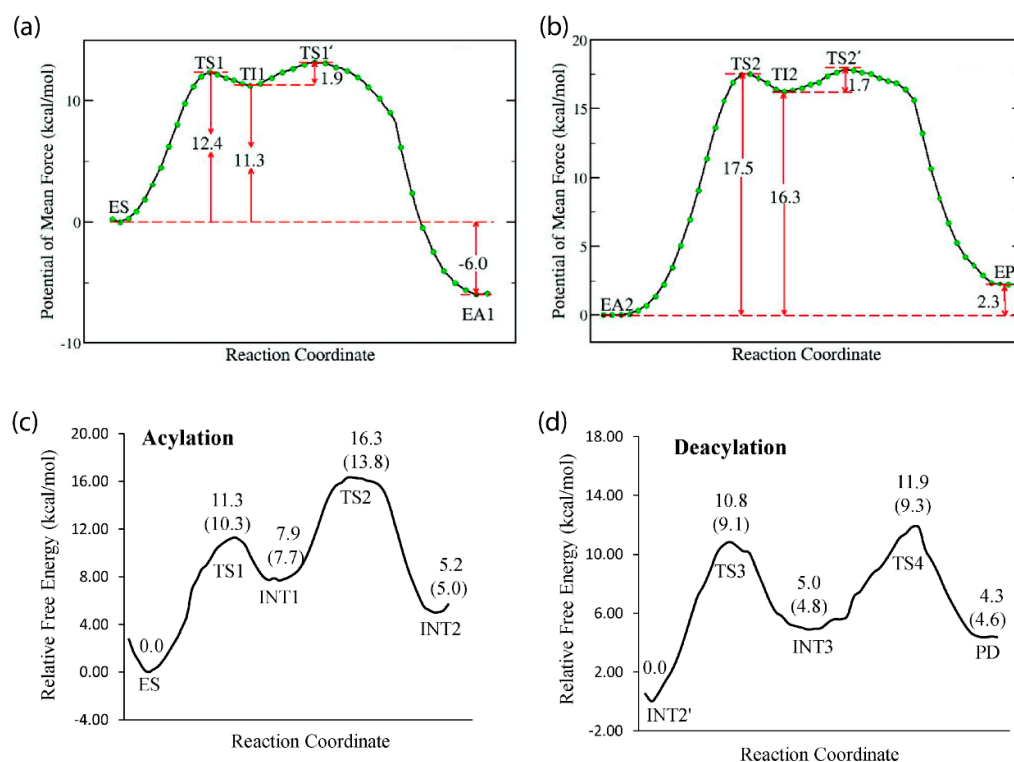 (a)
Potential of Mean Force (kcal/mol)
10
0
-10
ES
TS1
TI1
TS1′
1.9
12.4
11.3
-6.0
EA1
Reaction Coordinate
(b)
Potential of Mean Force (kcal/mol)
20
15
10
5
0
EA2
TS2
TI2
TS2′
1.7
17.5
16.3
EP
2.3
Reaction Coordinate
(c)
Acylation
Relative Free Energy (kcal/mol)
20.00
16.00
12.00
8.00
4.00
0.00
-4.00
0.0
ES
11.3
(10.3)
TS1
7.9
(7.7)
INT1
16.3
(13.8)
TS2
5.2
(5.0)
INT2
Reaction Coordinate
(d)
Deacylation
Relative Free Energy (kcal/mol)
18.00
14.00
10.00
6.00
2.00
-2.00
0.0
INT2'
10.8
(9.1)
TS3
5.0
(4.8)
INT3
11.9
(9.3)
TS4
4.3
(4.6)
PD
Reaction Coordinate